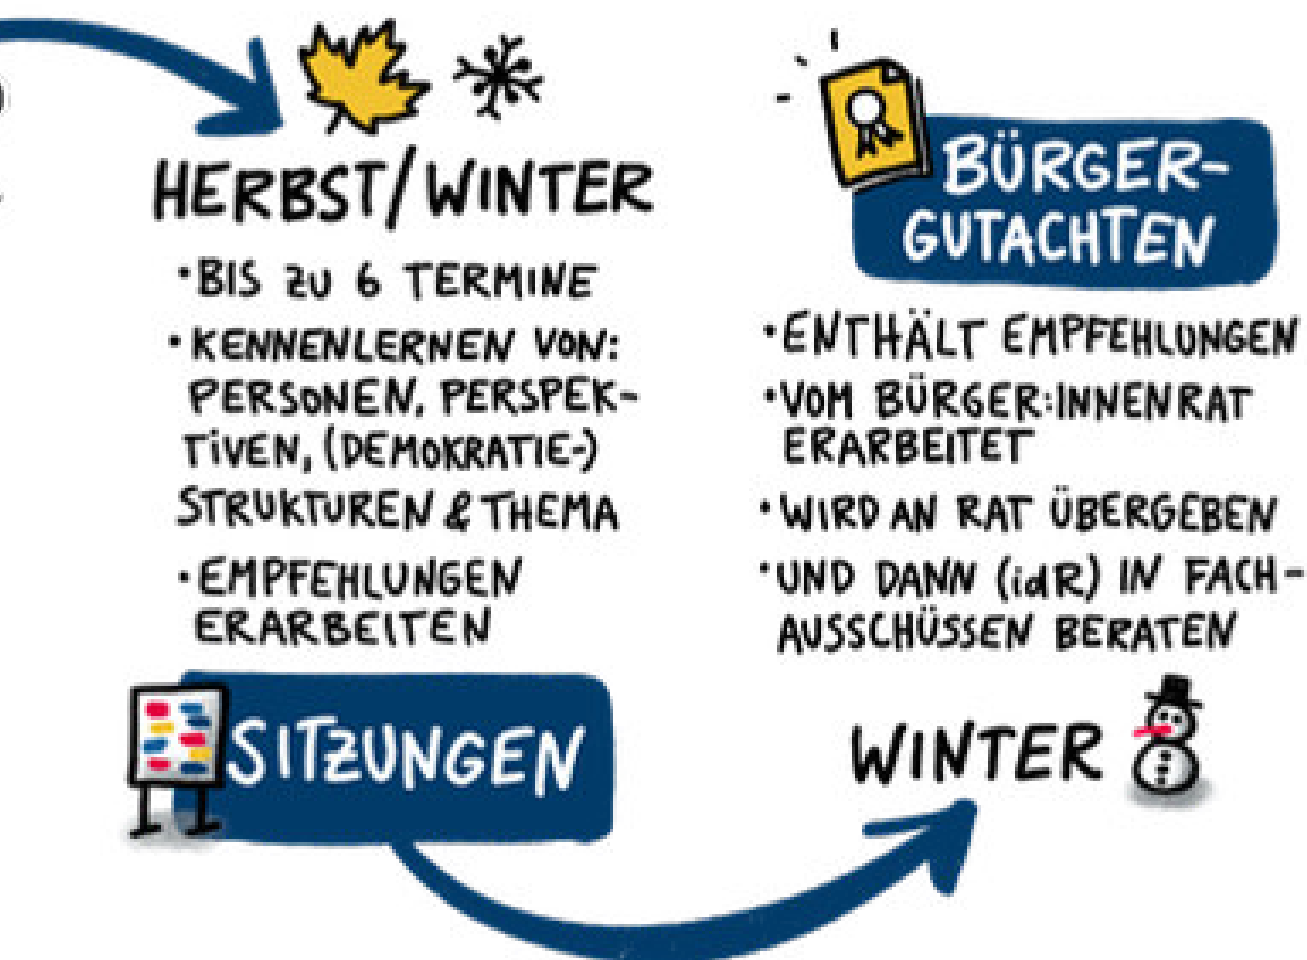 HERBST/WINTER
• BIS ZU 6 TERMINE
• KENNENLERNEN VON:
PERSONEN, PERSPEK-
TIVEN, (DEMOKRATIE-)
STRUKTUREN & THEMA
• EMPFEHLUNGEN
ERARBEITEN
SITZUNGEN
BÜRGER-
GUTACHTEN
• ENTHÄLT EMPFEHLUNGEN
• VOM BÜRGER:INNENRAT
ERARBEITET
• WIRD AN RAT ÜBERGEBEN
• UND DANN (idR) IN FACH-
AUSSCHÜSSEN BERATEN
WINTER